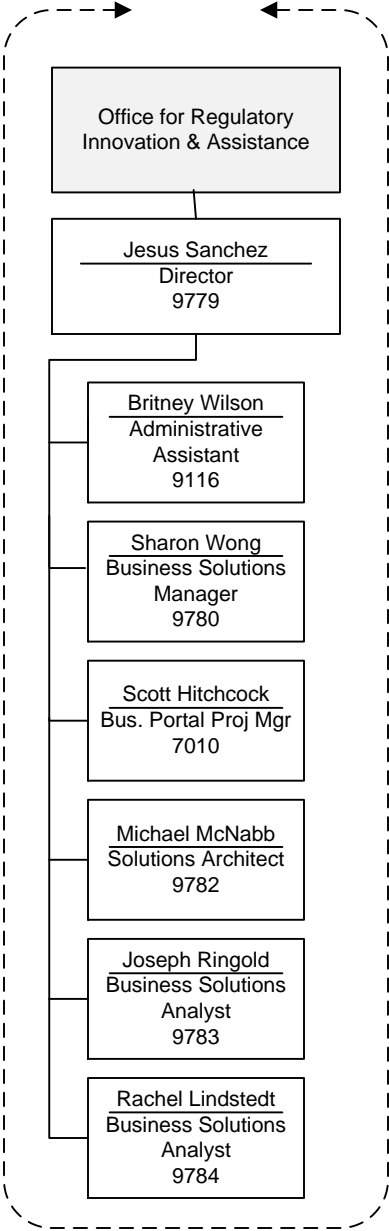 Office for Regulatory
Innovation & Assistance
Jesus Sanchez
Director
9779
Britney Wilson
Administrative
Assistant
9116
Sharon Wong
Business Solutions
Manager
9780
Scott Hitchcock
Bus. Portal Proj Mgr
7010
Michael McNabb
Solutions Architect
9782
Joseph Ringold
Business Solutions
Analyst
9783
Rachel Lindstedt
Business Solutions
Analyst
9784